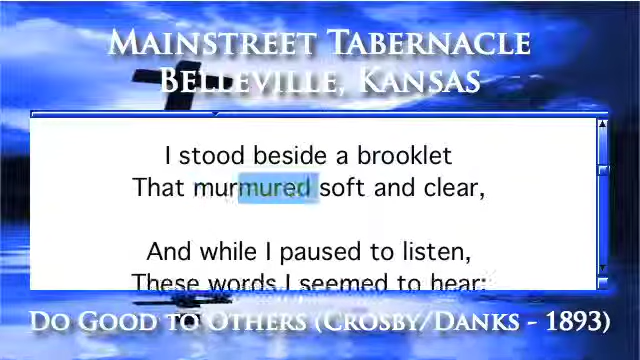 Mainstreet Tabernacle
Belleville, Kansas
I stood beside a brooklet
That murmured soft and clear,
And while I paused to listen,
These words I seemed to hear:
Do Good to Others (Crosby/Danks - 1893)